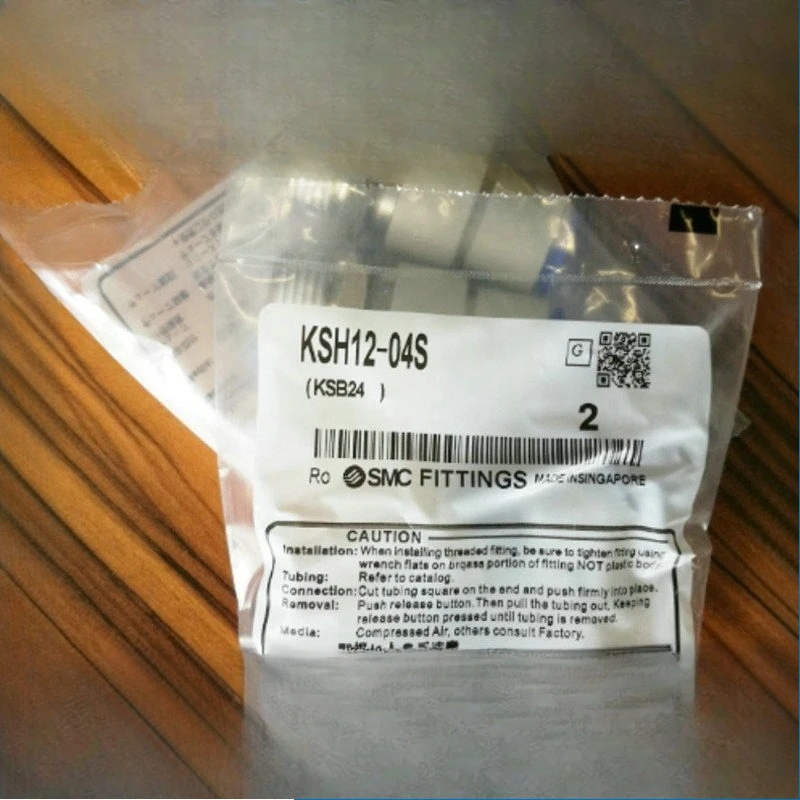 KSH12-04S
(KSB24 )
G
2
Ro SMC FITTINGS MADE IN SINGAPORE
CAUTION
Installation: When installing threaded fitting, be sure to tighten fitting using
wrench flats on brqass portion of fitting NOT plastic body.
Tubing: Refer to catalog.
Connection: Cut tubing square on the end and push firmly into place.
Removal: Push release button. Then pull the tubing out. Keeping
release button pressed until tubing is removed.
Media: Compressed Air, others consult Factory.